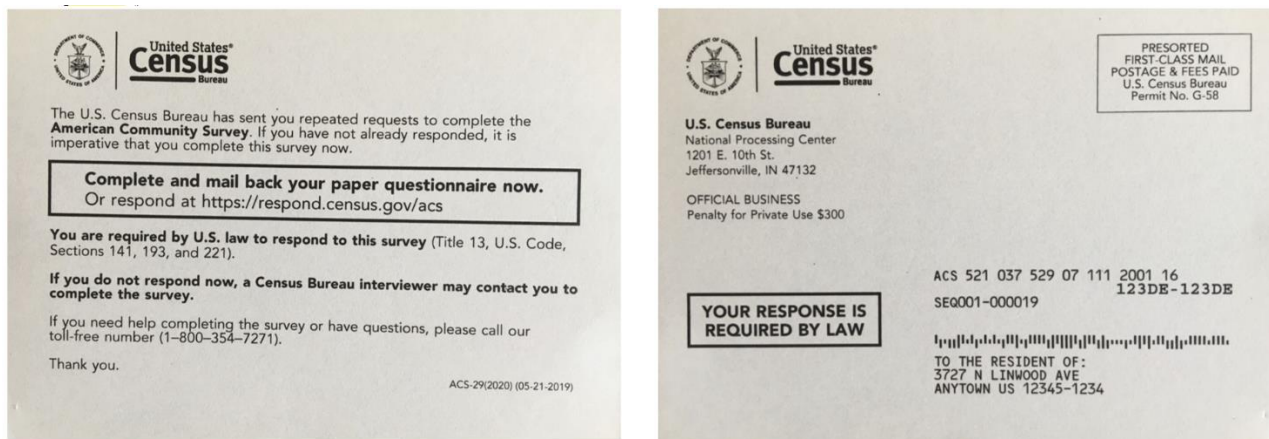 United States®
Census
Bureau
The U.S. Census Bureau has sent you repeated requests to complete the
American Community Survey. If you have not already responded, it is
imperative that you complete this survey now.
Complete and mail back your paper questionnaire now.
Or respond at https://respond.census.gov/acs
You are required by U.S. law to respond to this survey (Title 13, U.S. Code,
Sections 141, 193, and 221).
If you do not respond now, a Census Bureau interviewer may contact you to
complete the survey.
If you need help completing the survey or have questions, please call our
toll-free number (1–800–354–7271).
Thank you.
ACS-29(2020) (05-21-2019)
United States®
Census
Bureau
PRESORTED
FIRST-CLASS MAIL
POSTAGE & FEES PAID
U.S. Census Bureau
Permit No. G-58
U.S. Census Bureau
National Processing Center
1201 E. 10th St.
Jeffersonville, IN 47132
OFFICIAL BUSINESS
Penalty for Private Use $300
ACS 521 037 529 07 111 2001 16
123DE-123DE
SEQ001-000019
YOUR RESPONSE IS
REQUIRED BY LAW
TO THE RESIDENT OF:
3727 N LINWOOD AVE
ANYTOWN US 12345-1234